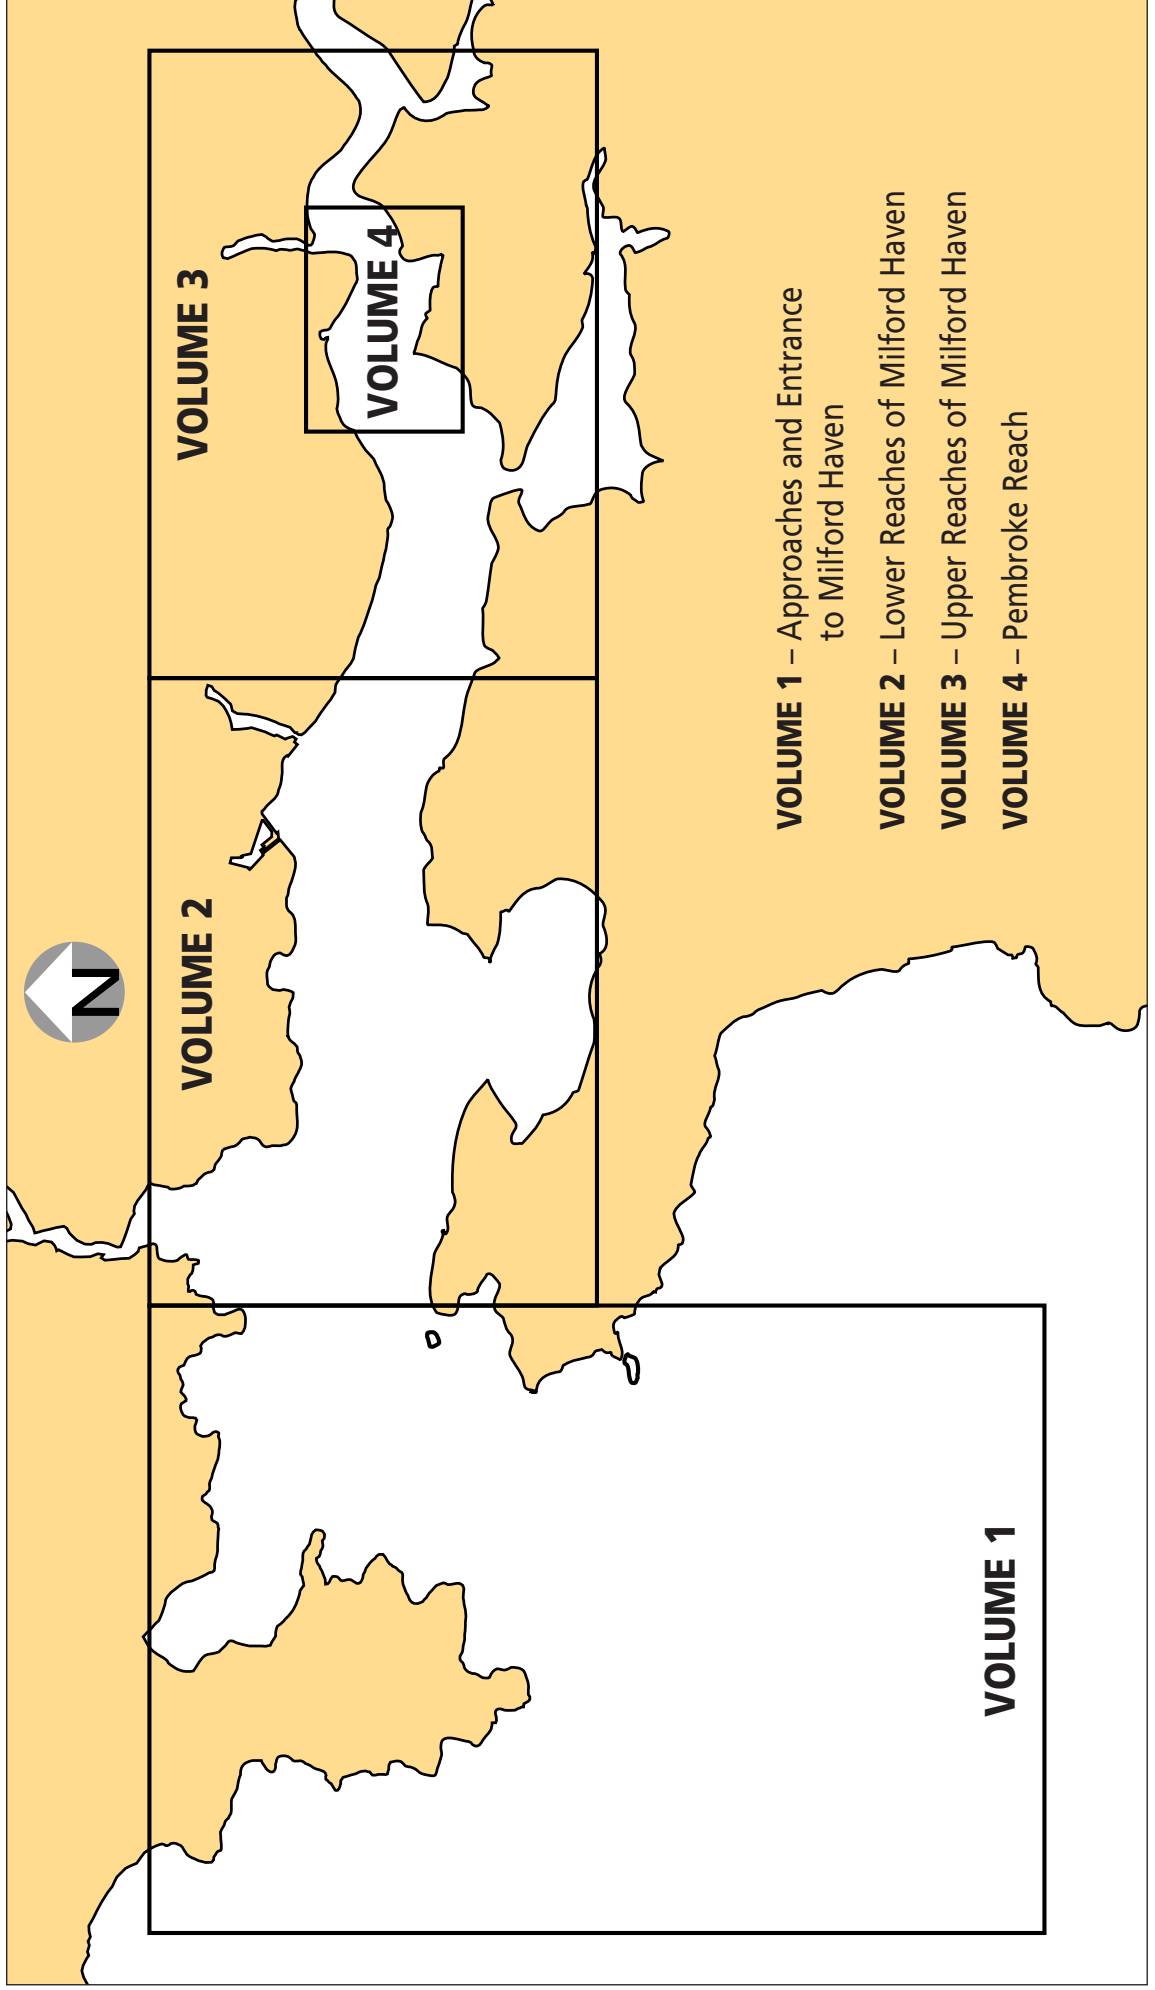 N
VOLUME 2
VOLUME 3
VOLUME 4
VOLUME 1
VOLUME 1 – Approaches and Entrance
to Milford Haven
VOLUME 2 – Lower Reaches of Milford Haven
VOLUME 3 – Upper Reaches of Milford Haven
VOLUME 4 – Pembroke Reach